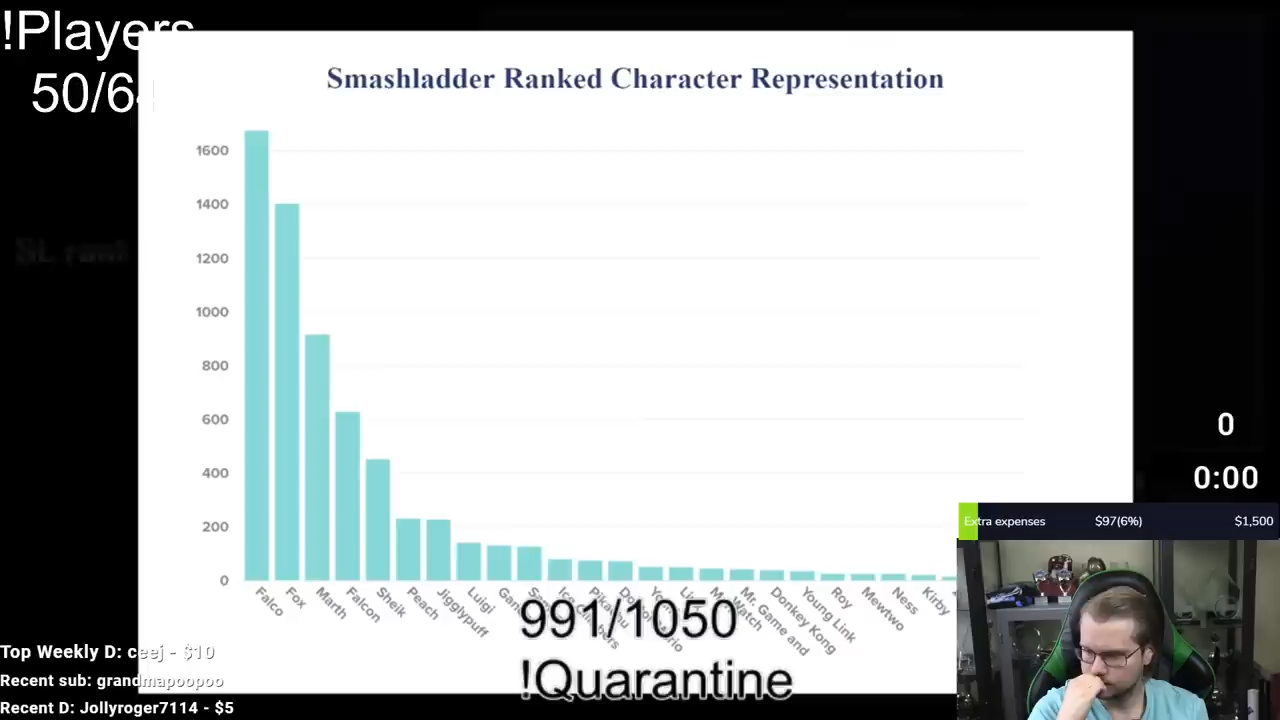 !Players
50/64
Smashladder Ranked Character Representation
SL rank
1600
1400
1200
1000
800
600
400
200
0
Falco
Fox
Marth
Falcon
Sheik
Peach
Jigglypuff
Luigi
Roy
Mewtwo
Ness
Kirby
Young Link
Donkey Kong
Mr. Game and
Watch
991/1050
!Quarantine
0
0:00
Extra expenses $97(6%) $1,500
Top Weekly D: ceej - $10
Recent sub: grandmapoopoo
Recent D: Jollyroger7114 - $5